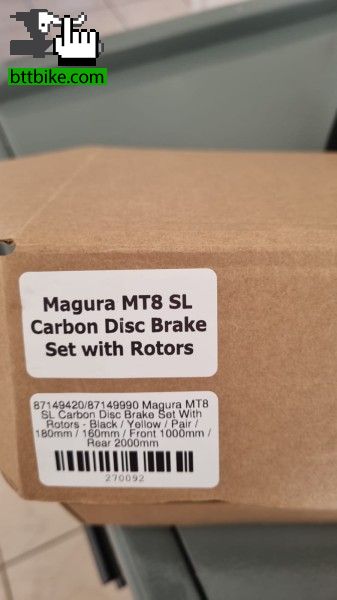 bttbike.com
Magura MT8 SL
Carbon Disc Brake
Set with Rotors
87149420/87149990 Magura MT8
SL Carbon Disc Brake Set With
Rotors - Black / Yellow / Pair /
180mm / 160mm / Front 1000mm /
Rear 2000mm
270092